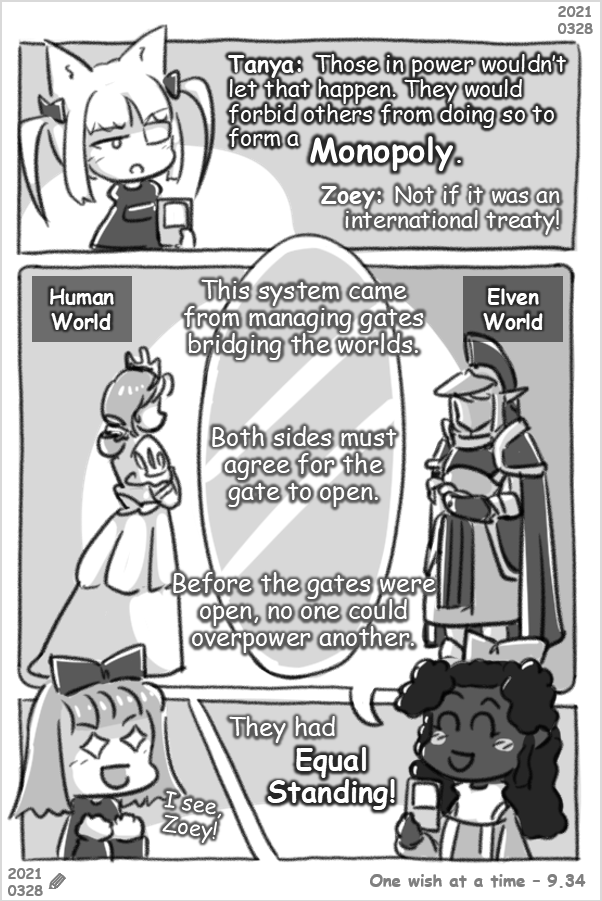 2021
0328
Tanya: Those in power wouldn't
let that happen. They would
forbid others from doing so to
form a Monopoly.
Zoey: Not if it was an
international treaty!
Human
World
This system came
from managing gates
bridging the worlds.
Elven
World
Both sides must
agree for the
gate to open.
Before the gates were
open, no one could
overpower another.
They had
Equal
Standing!
I see,
Zoey!
2021
0328
One wish at a time - 9.34